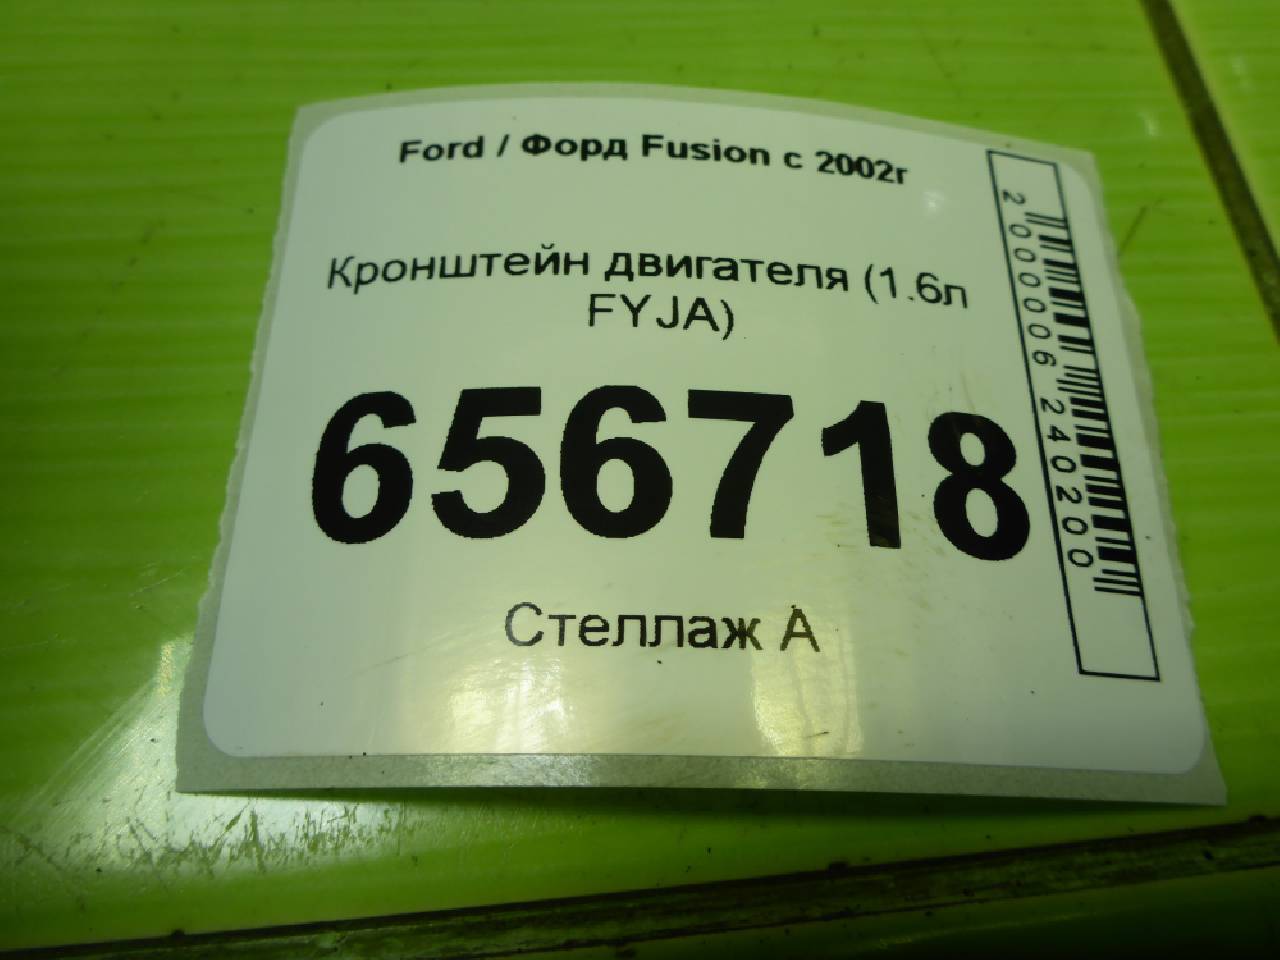 Ford / Форд Fusion с 2002г
Кронштейн двигателя (1.6л
FYJA)
656718
Стеллаж А
2000006240200